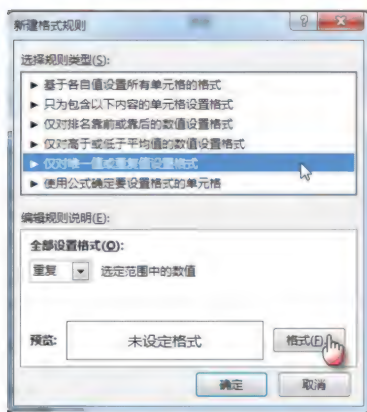 新建格式规则
选择规则类型(S):
► 基于各自值设置所有单元格的格式
► 只为包含以下内容的单元格设置格式
► 仅对排名靠前或靠后的数值设置格式
► 仅对高于或低于平均值的数值设置格式
► 仅对唯一值或重复值设置格式
► 使用公式确定要设置格式的单元格
编辑规则说明(E):
全部设置格式(O):
重复 选定范围中的数值
预览: 未设定格式 格式(F)
确定 取消